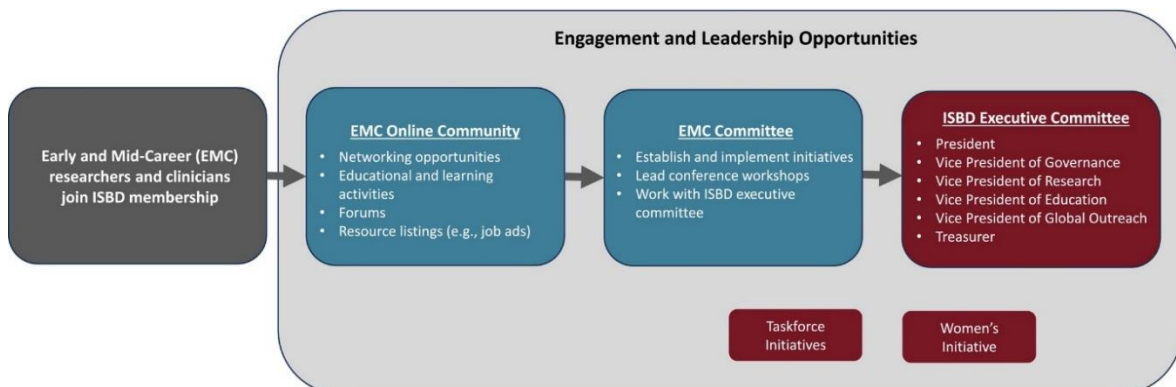 Engagement and Leadership Opportunities
Early and Mid-Career (EMC)
researchers and clinicians
join ISBD membership
EMC Online Community
• Networking opportunities
• Educational and learning
activities
• Forums
• Resource listings (e.g., job ads)
EMC Committee
• Establish and implement initiatives
• Lead conference workshops
• Work with ISBD executive
committee
ISBD Executive Committee
• President
• Vice President of Governance
• Vice President of Research
• Vice President of Education
• Vice President of Global Outreach
• Treasurer
Taskforce
Initiatives
Women's
Initiative